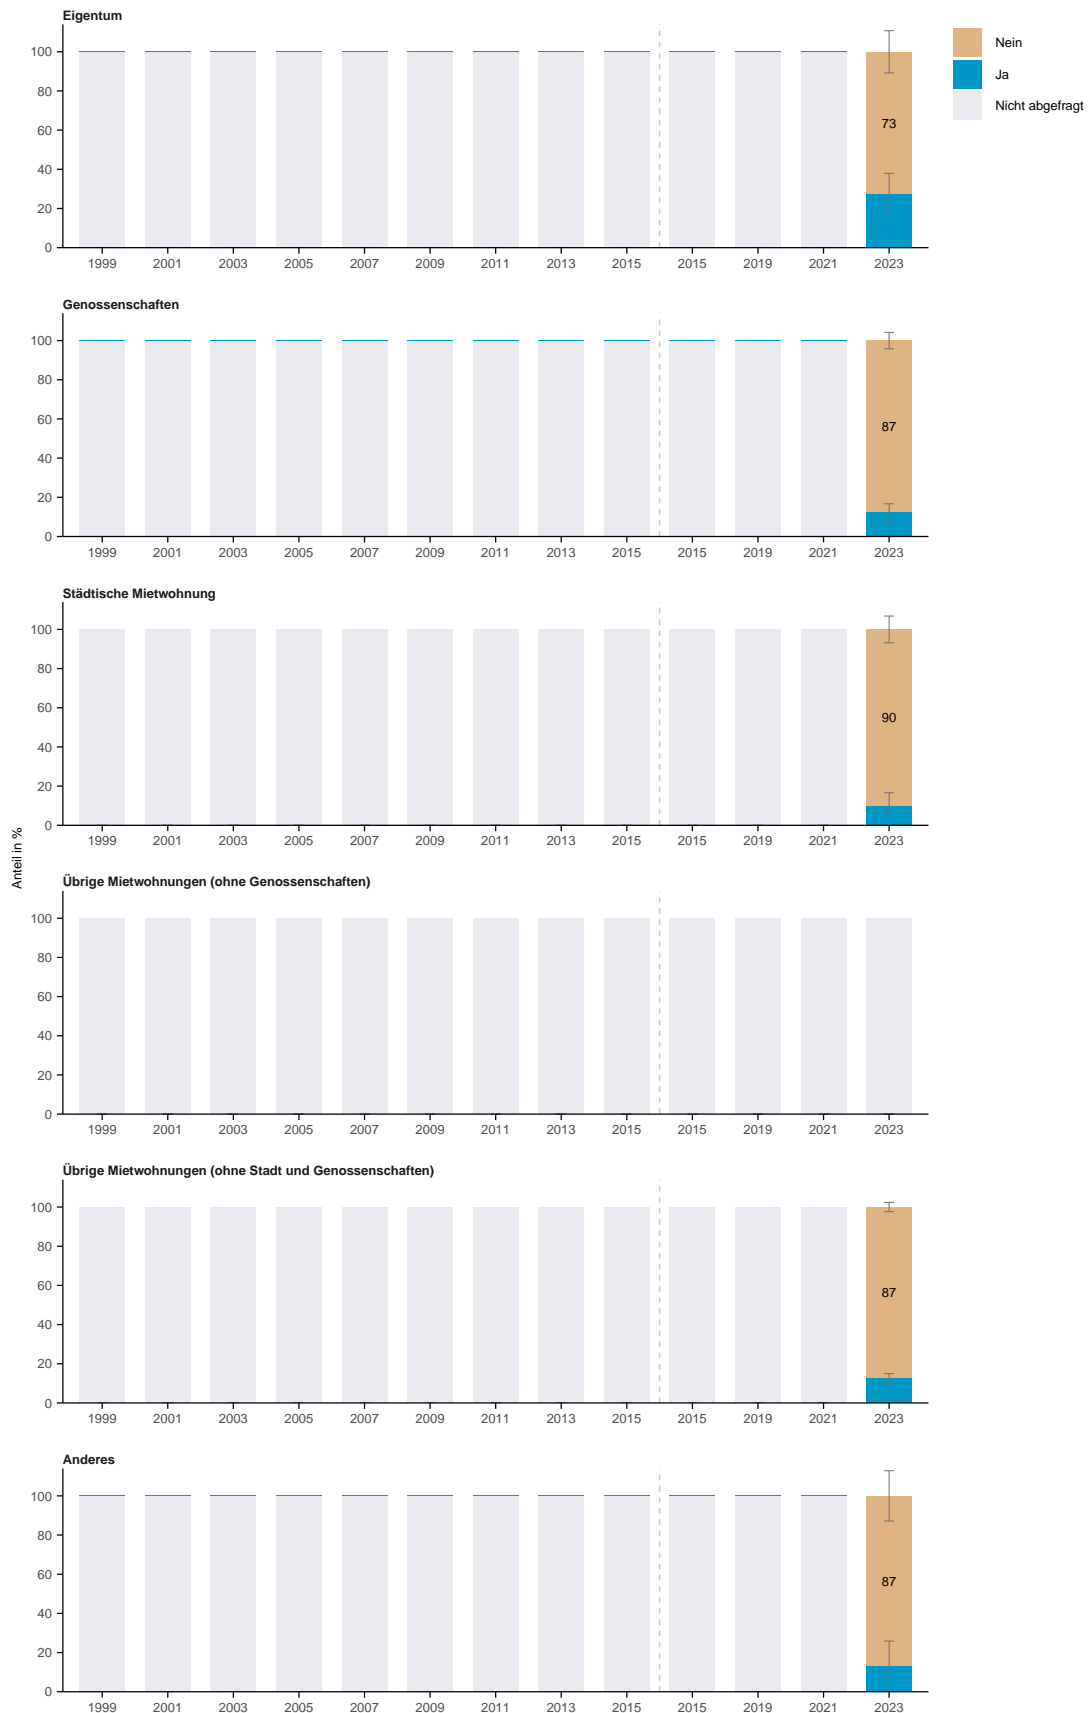 Eigentum
100
80
60
40
20
0
73
1999 2001 2003 2005 2007 2009 2011 2013 2015 2015 2019 2021 2023
Nein
Ja
Nicht abgefragt
Genossenschaften
100
80
60
40
20
0
87
1999 2001 2003 2005 2007 2009 2011 2013 2015 2015 2019 2021 2023
Städtische Mietwohnung
100
80
60
40
20
0
90
1999 2001 2003 2005 2007 2009 2011 2013 2015 2015 2019 2021 2023
Anteil in %
Übrige Mietwohnungen (ohne Genossenschaften)
100
80
60
40
20
0
1999 2001 2003 2005 2007 2009 2011 2013 2015 2015 2019 2021 2023
Übrige Mietwohnungen (ohne Stadt und Genossenschaften)
100
80
60
40
20
0
87
1999 2001 2003 2005 2007 2009 2011 2013 2015 2015 2019 2021 2023
Anderes
100
80
60
40
20
0
87
1999 2001 2003 2005 2007 2009 2011 2013 2015 2015 2019 2021 2023